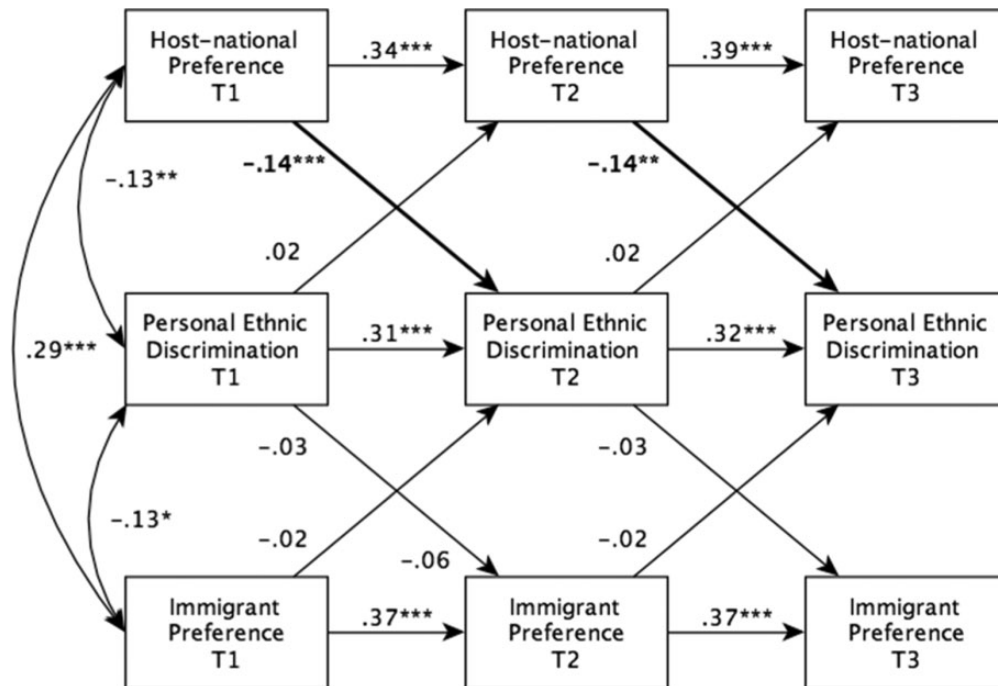 Host-national
Preference
T1
.34***
Host-national
Preference
T2
.39***
Host-national
Preference
T3
-.13**
-.14***
-.14**
.02
.02
.29***
Personal Ethnic
Discrimination
T1
.31***
Personal Ethnic
Discrimination
T2
.32***
Personal Ethnic
Discrimination
T3
-.03
-.03
-.13*
-.02
-.06
-.02
Immigrant
Preference
T1
.37***
Immigrant
Preference
T2
.37***
Immigrant
Preference
T3